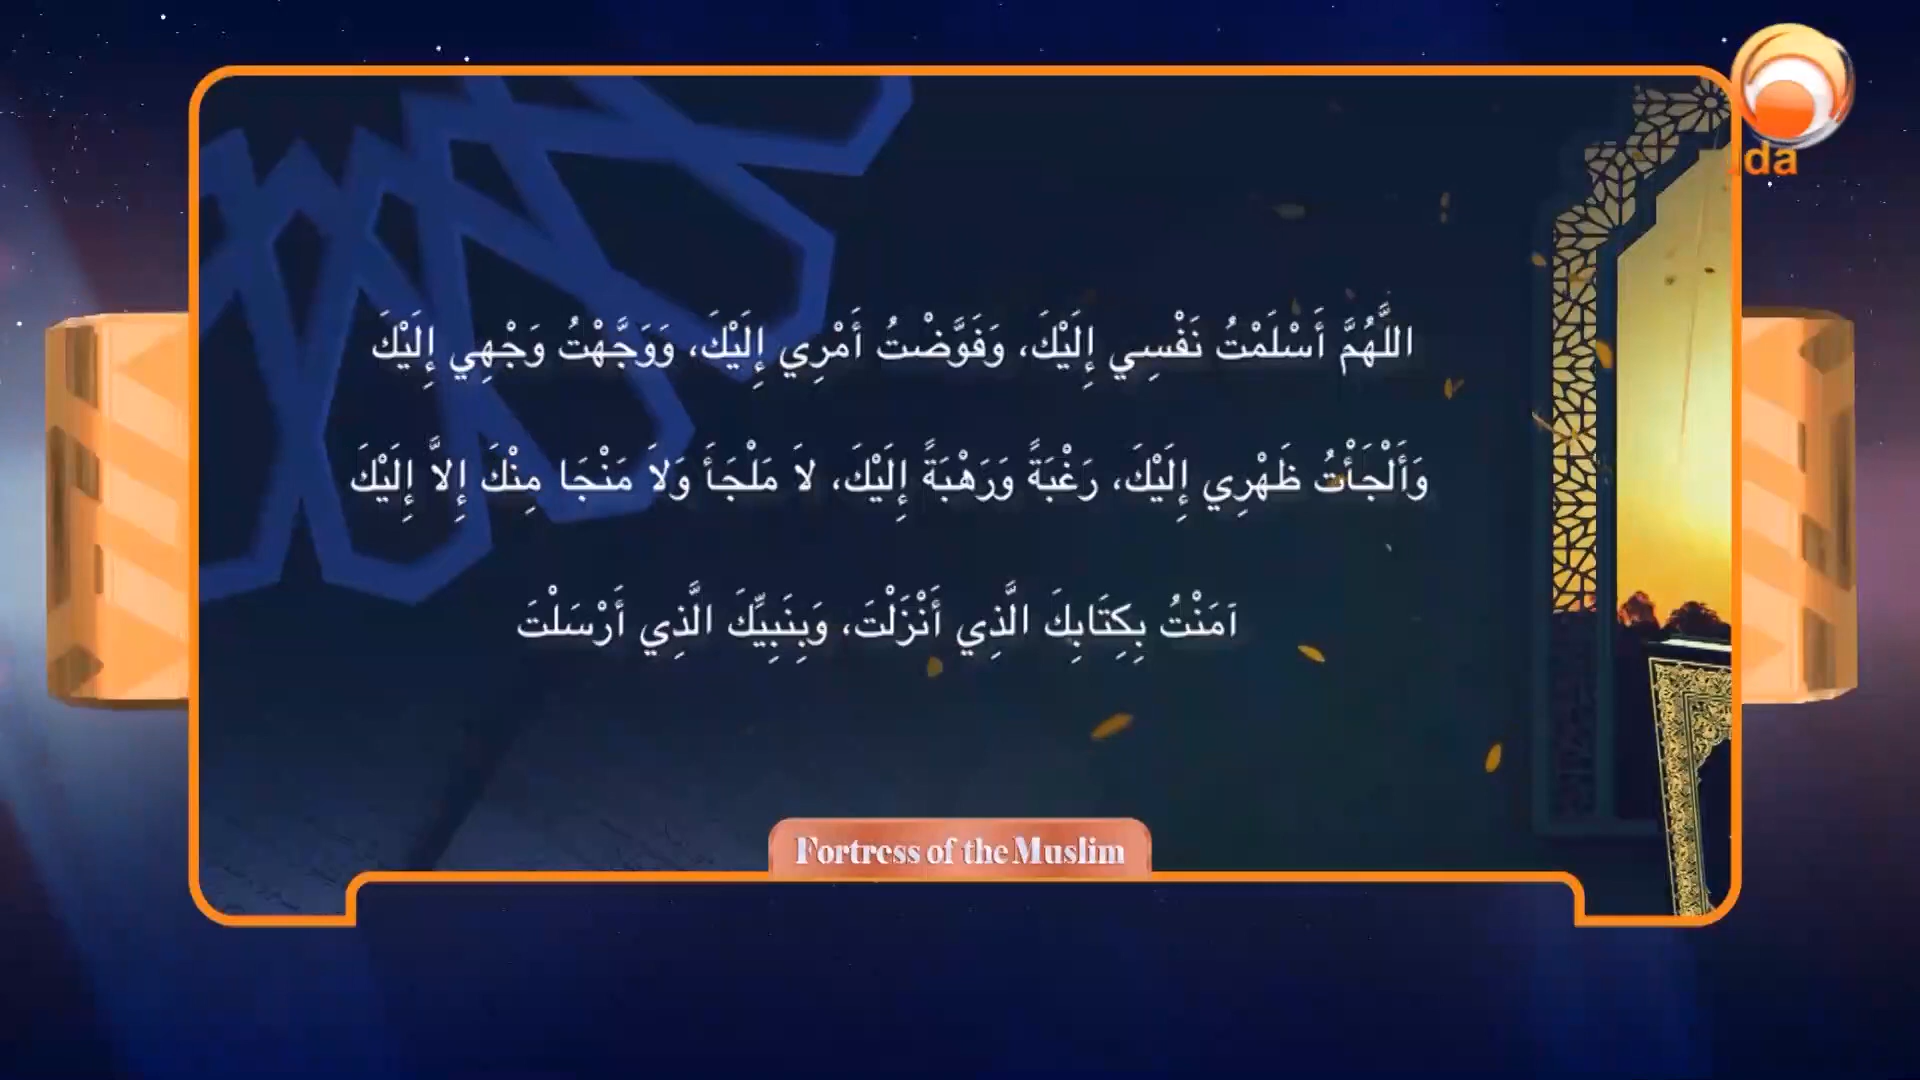 اللَّهُمَّ أَسْلَمْتُ نَفْسِي إِلَيْكَ، وَفَوَّضْتُ أَمْرِي إِلَيْكَ، وَوَجَّهْتُ وَجْهِي إِلَيْكَ
وَأَلْجَأْتُ ظَهْرِي إِلَيْكَ، رَغْبَةً وَرَهْبَةً إِلَيْكَ، لاَ مَلْجَأَ وَلاَ مَنْجَا مِنْكَ إِلاَّ إِلَيْكَ
آمَنْتُ بِكِتَابِكَ الَّذِي أَنْزَلْتَ، وَبِنَبِيِّكَ الَّذِي أَرْسَلْتَ
Fortress of the Muslim